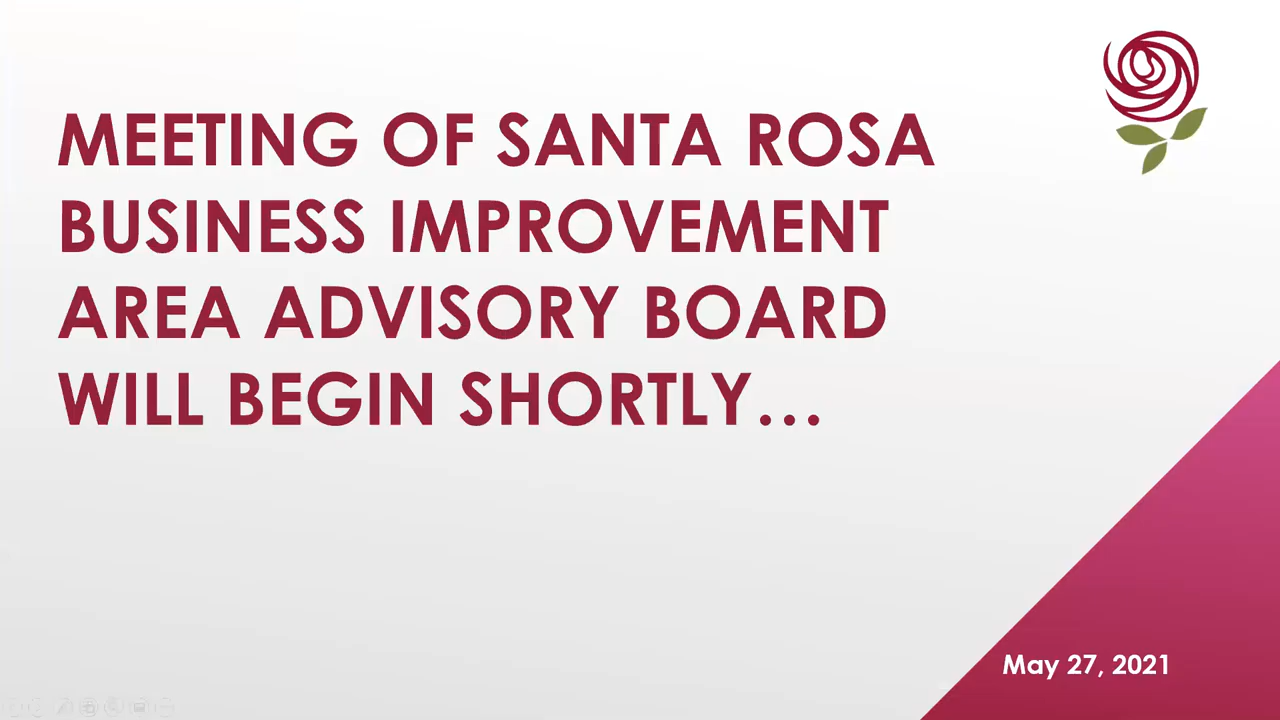 MEETING OF SANTA ROSA
BUSINESS IMPROVEMENT
AREA ADVISORY BOARD
WILL BEGIN SHORTLY...
May 27, 2021